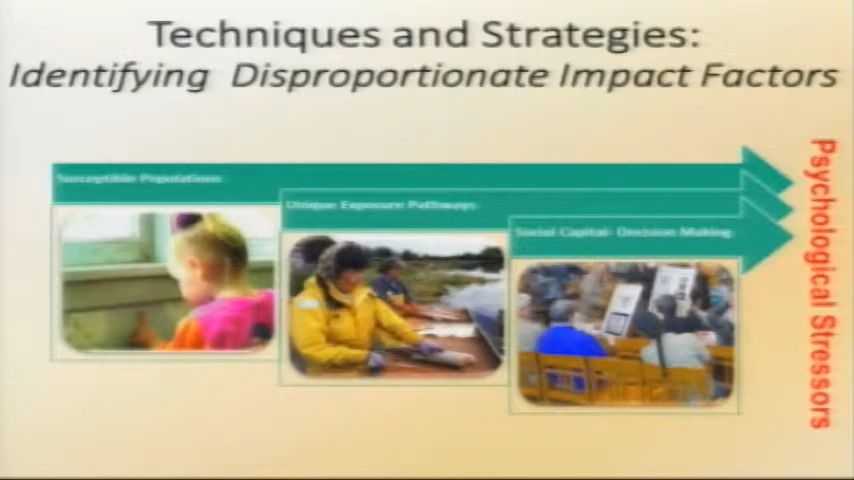 Techniques and Strategies:
Identifying Disproportionate Impact Factors
Susceptible Populations
Unique Exposure Pathways
Social Capital- Decision Making
Psychological Stressors